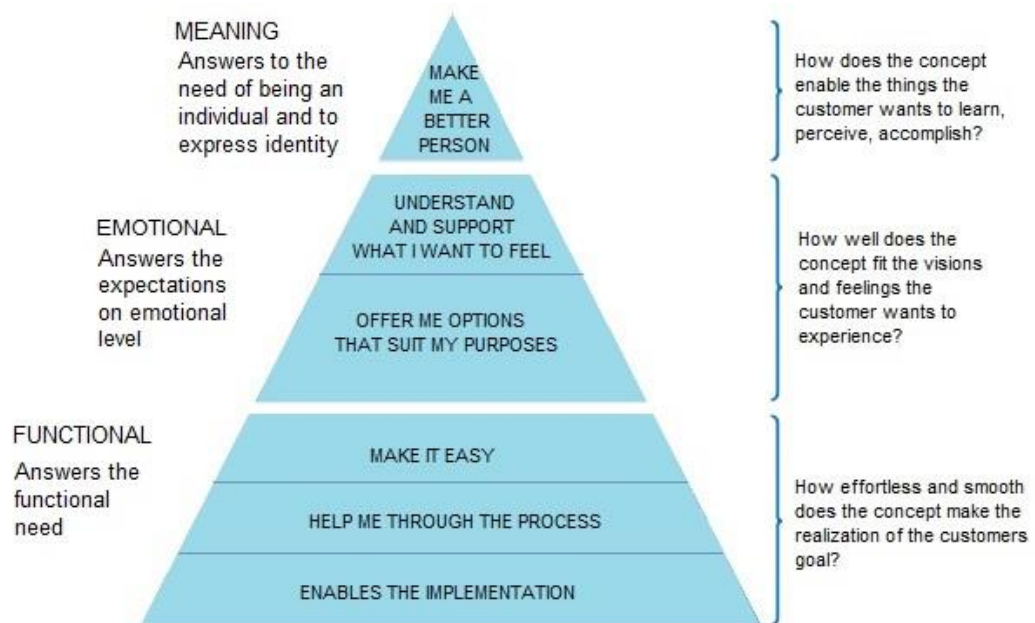 MEANING
Answers to the
need of being an
individual and to
express identity
MAKE
ME A
BETTER
PERSON
How does the concept
enable the things the
customer wants to learn,
perceive, accomplish?
EMOTIONAL
Answers the
expectations
on emotional
level
UNDERSTAND
AND SUPPORT
WHAT I WANT TO FEEL
OFFER ME OPTIONS
THAT SUIT MY PURPOSES
How well does the
concept fit the visions
and feelings the
customer wants to
experience?
FUNCTIONAL
Answers the
functional
need
MAKE IT EASY
HELP ME THROUGH THE PROCESS
ENABLES THE IMPLEMENTATION
How effortless and smooth
does the concept make the
realization of the customers
goal?